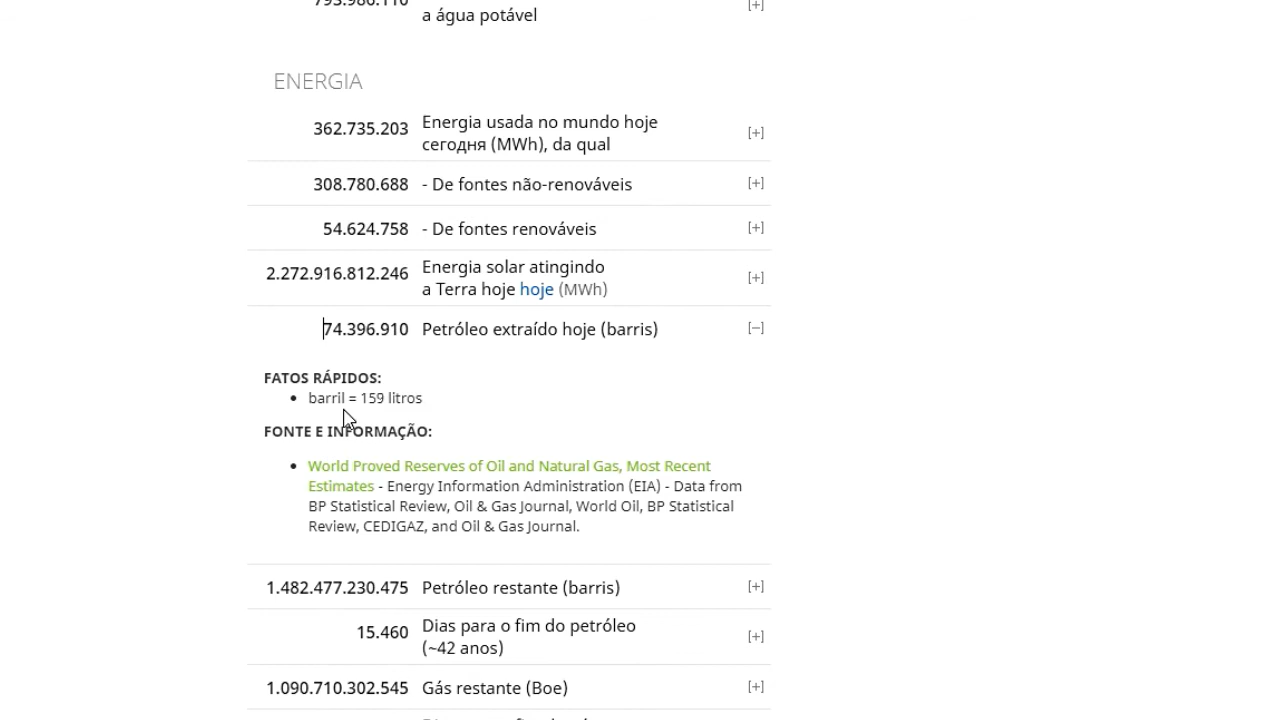 a água potável
[+]
ENERGIA
362.735.203
Energia usada no mundo hoje
сегодня (MWh), da qual
[+]
308.780.688
- De fontes não-renováveis
[+]
54.624.758
- De fontes renováveis
[+]
2.272.916.812.246
Energia solar atingindo
a Terra hoje hoje (MWh)
[+]
74.396.910
Petróleo extraído hoje (barris)
[−]
FATOS RÁPIDOS:
• barril = 159 litros
FONTE E INFORMAÇÃO:
• World Proved Reserves of Oil and Natural Gas, Most Recent
Estimates - Energy Information Administration (EIA) - Data from
BP Statistical Review, Oil & Gas Journal, World Oil, BP Statistical
Review, CEDIGAZ, and Oil & Gas Journal.
1.482.477.230.475
Petróleo restante (barris)
[+]
15.460
Dias para o fim do petróleo
(~42 anos)
[+]
1.090.710.302.545
Gás restante (Boe)
[+]